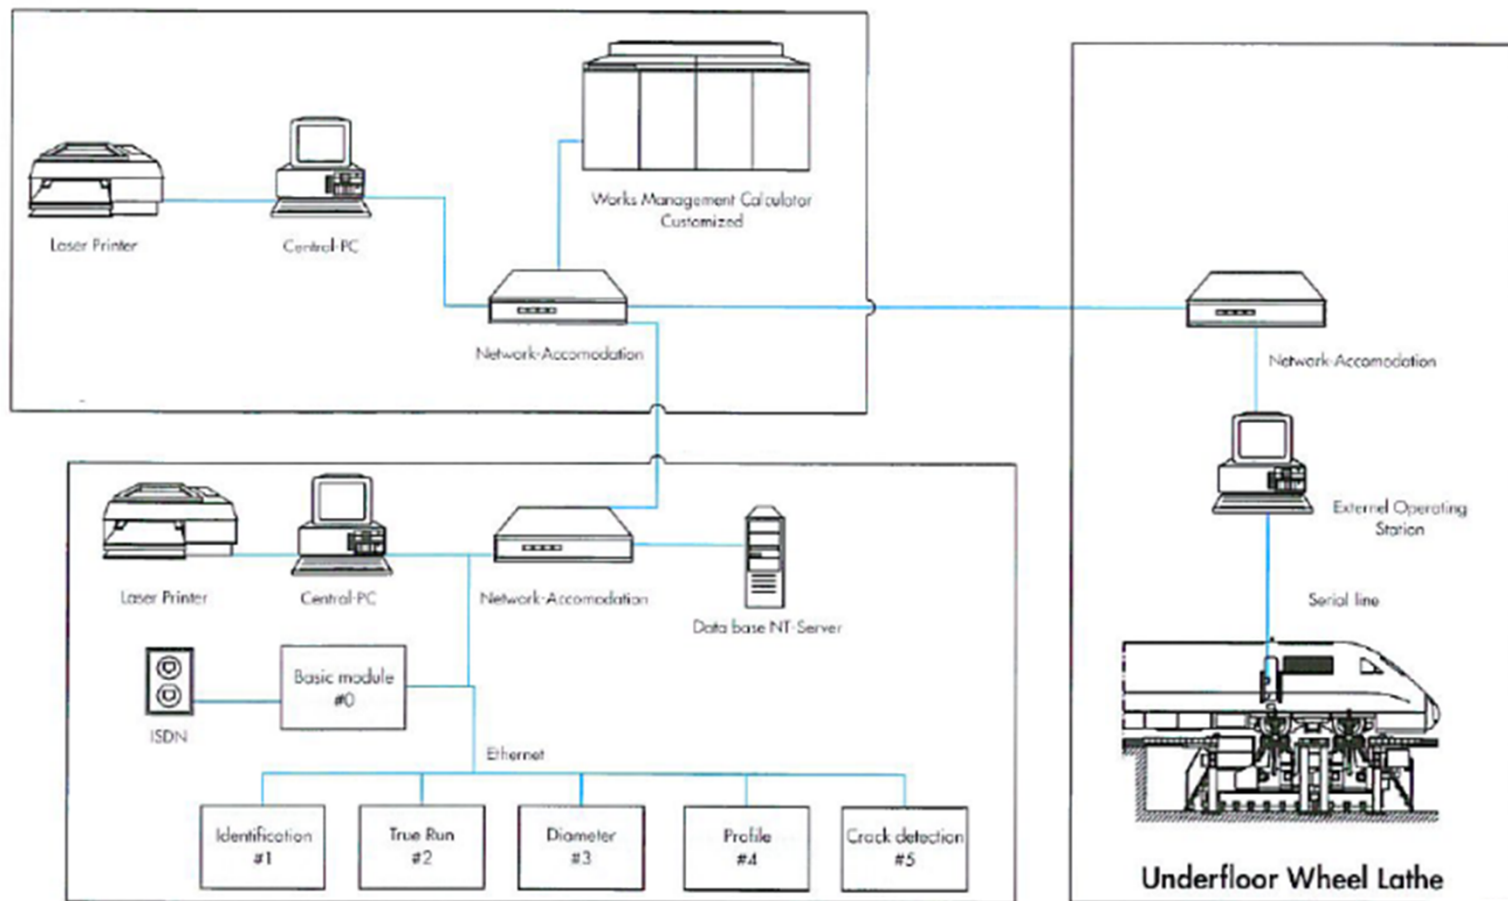 Works Management Calculator
Customized
Laser Printer
Central-PC
Network-Accomodation
Network-Accomodation
Externel Operating
Station
Serial line
Underfloor Wheel Lathe
Laser Printer
Central-PC
Network-Accomodation
Data base NT-Server
Basic module
#0
ISDN
Ethernet
Identification
#1
True Run
#2
Diameter
#3
Profile
#4
Crack detection
#5